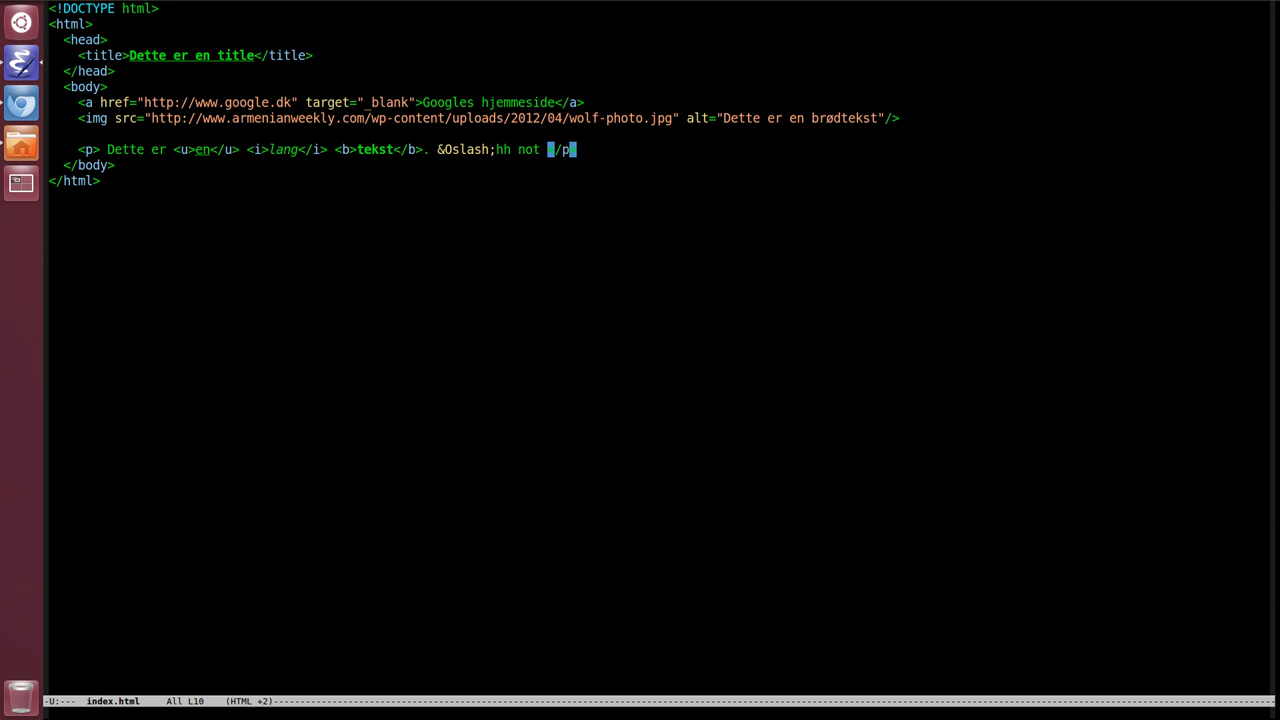 <!DOCTYPE html>
<html>
  <head>
    <title>Dette er en title</title>
  </head>
  <body>
    <a href="http://www.google.dk" target="_blank">Googles hjemmeside</a>
    <img src="http://www.armenianweekly.com/wp-content/uploads/2012/04/wolf-photo.jpg" alt="Dette er en brødtekst"/>
    <p> Dette er <u>en</u> <i>lang</i> <b>tekst</b>. &Oslash;hh not </p>
  </body>
</html>
-U:---  index.html     All L10    (HTML +2)